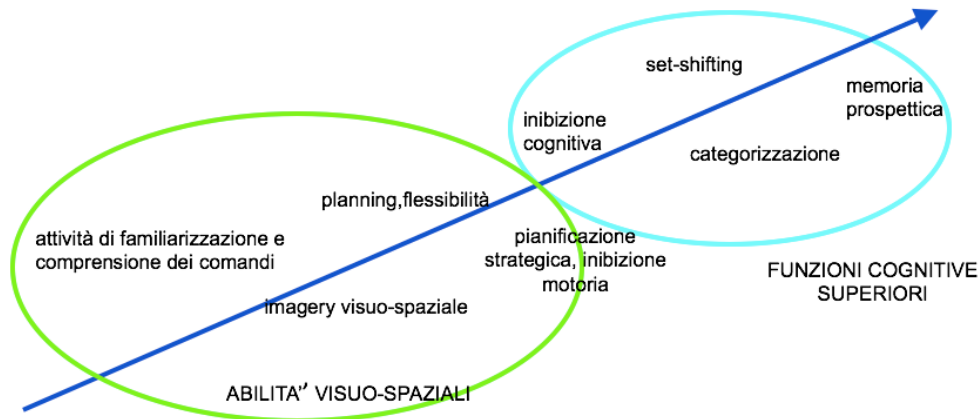 set-shifting
memoria
prospettica
inibizione
cognitiva
categorizzazione
planning,flessibilità
attività di familiarizzazione e
comprensione dei comandi
pianificazione
strategica, inibizione
motoria
imagery visuo-spaziale
FUNZIONI COGNITIVE
SUPERIORI
ABILITA'’ VISUO-SPAZIALI